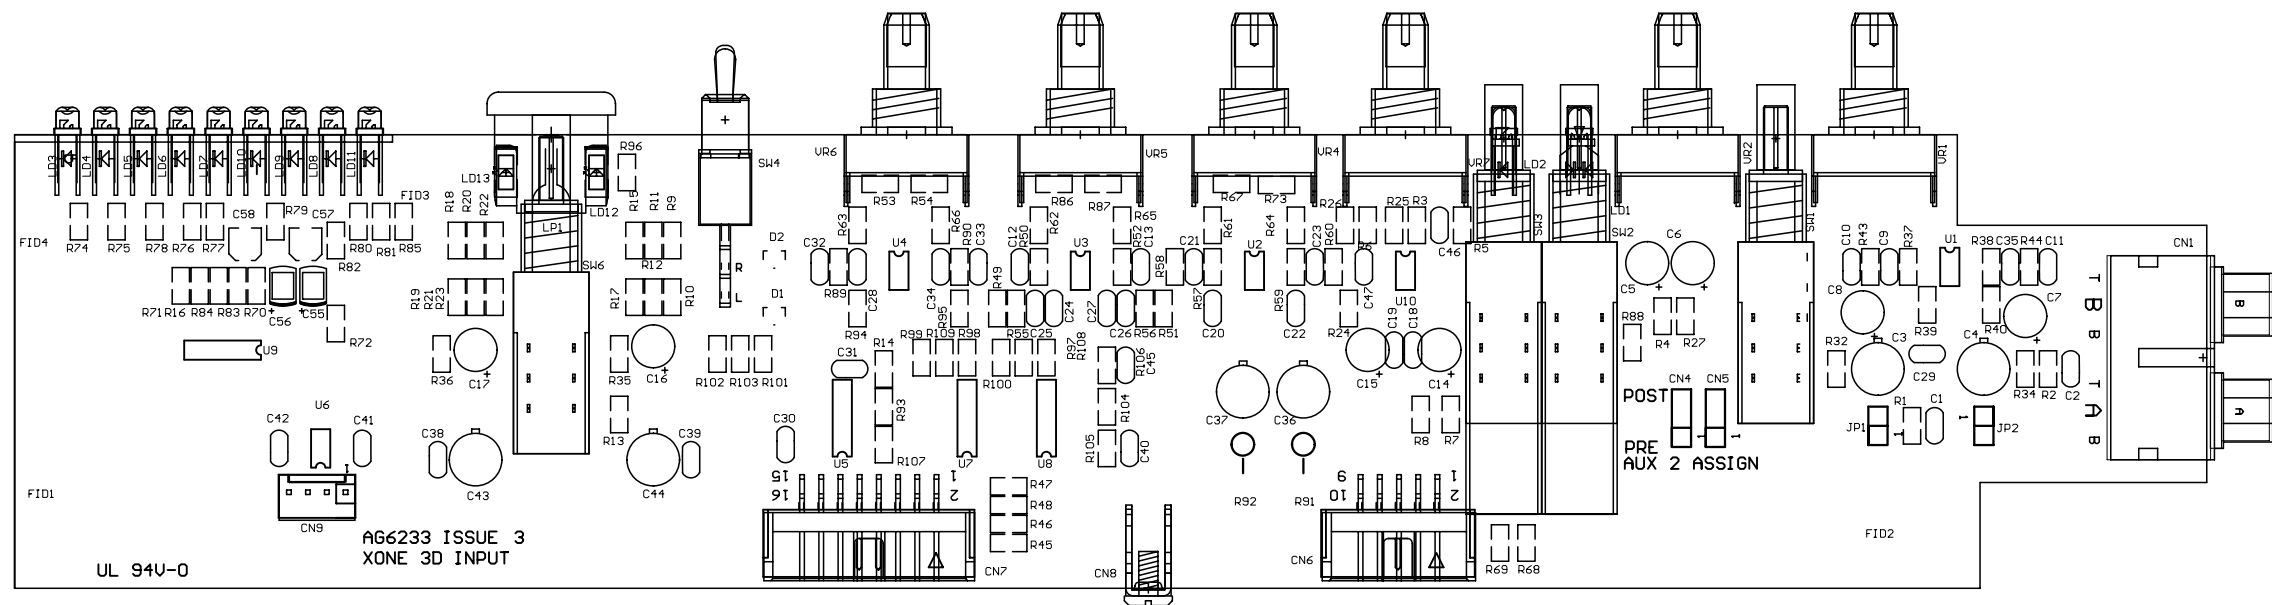 VR6
VR5
VR4
VR7
LD2
VR2
VR1
LD3
LD4
LD5
LD6
LD7
LD10
LD9
LD8
LD11
R96
SW4
LD13
LD12
LP1
FID3
R18
R20
R22
R15
R11
R9
R53
R54
R86
R87
R67
R73
R79
C58
C57
R63
R66
R90
C33
C12
R50
R62
R65
R52
C13
R61
R64
R26
R25
R3
SW3
LD1
SW2
SW1
C10
R43
C9
R37
U1
R38
C35
R44
C11
CN1
FID4
R74
R75
R78
R76
R77
R82
R80
R81
R85
SW6
R12
D2
R
L
D1
C32
U4
U3
R58
C21
U2
C23
R60
R6
C46
R5
C5
C6
R71
R16
R84
R83
R70
C56
C55
R72
R19
R21
R23
R17
R10
R89
C28
C34
R95
R49
R55
C25
C24
C27
C26
R56
R51
R57
C20
R59
C22
R24
C47
U10
C19
C18
R88
R4
R27
C8
C3
R39
C4
R40
C7
T
B
B
B
U9
R36
C17
R35
C16
R102
R103
R101
R94
C31
R14
R99
R109
R98
R100
R97
R108
R106
C45
C15
C14
R32
C29
R34
R2
C2
T
A
B
A
U6
C42
C41
C38
C43
R13
C44
C39
C30
R93
U5
R107
U7
U8
R104
R105
C40
C37
C36
R8
R7
POST
CN4
CN5
PRE
1
1
AUX 2 ASSIGN
JP1
1
R1
C1
1
JP2
FID1
1
CN9
15
16
1
2
R47
R48
R46
R45
R92
R91
9
10
1
2
FID2
AG6233 ISSUE 3
XONE 3D INPUT
UL 94V-0
CN7
CN8
CN6
R69
R68